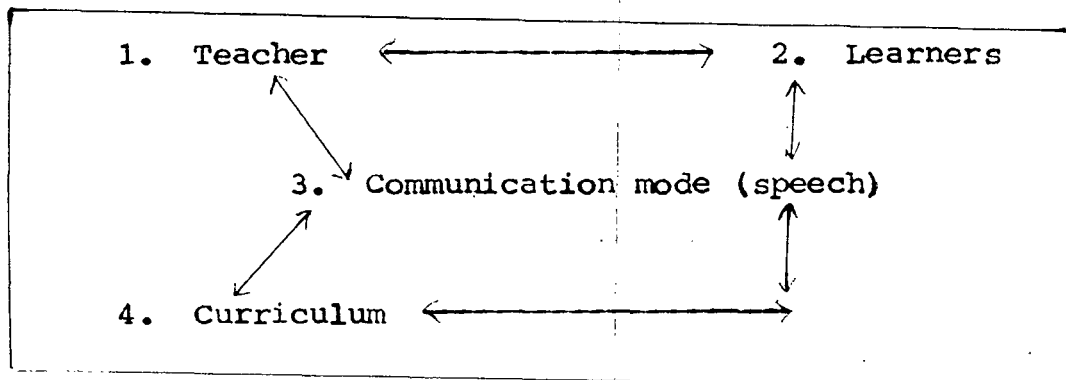 1. Teacher 2. Learners
3. Communication mode (speech)
4. Curriculum